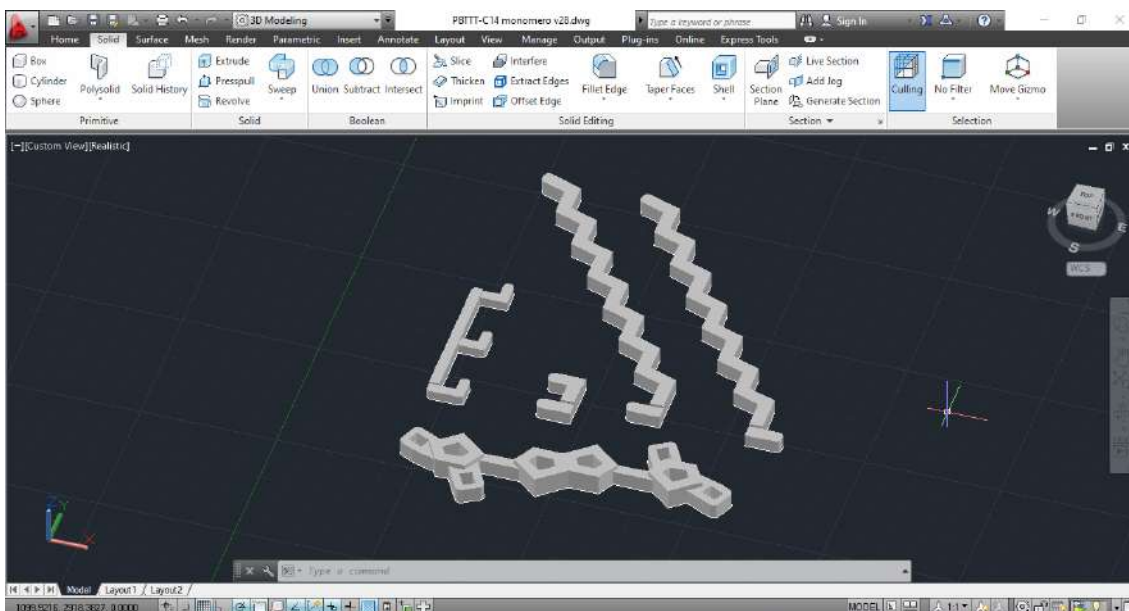 3D Modeling
PBTTT-C14 monomero v28.dwg
Type a keyword or phrase
Sign In
Home Solid Surface Mesh Render Parametric Insert Annotate Layout View Manage Output Plug-ins Online Express Tools
Box
Cylinder
Sphere
Polysolid
Solid History
Extrude
Presspull
Revolve
Sweep
Union Subtract Intersect
Slice
Thicken
Imprint
Interfere
Extract Edges
Offset Edge
Fillet Edge
Taper Faces
Shell
Section Plane
Live Section
Add Jog
Generate Section
Culling
No Filter
Move Gizmo
Primitive
Solid
Boolean
Solid Editing
Section
Selection
[-][Custom View][Realistic]
W
S
E
FRONT
WCS
Z
Y
X
Type a command
Model Layout1 Layout2
MODEL
1:1